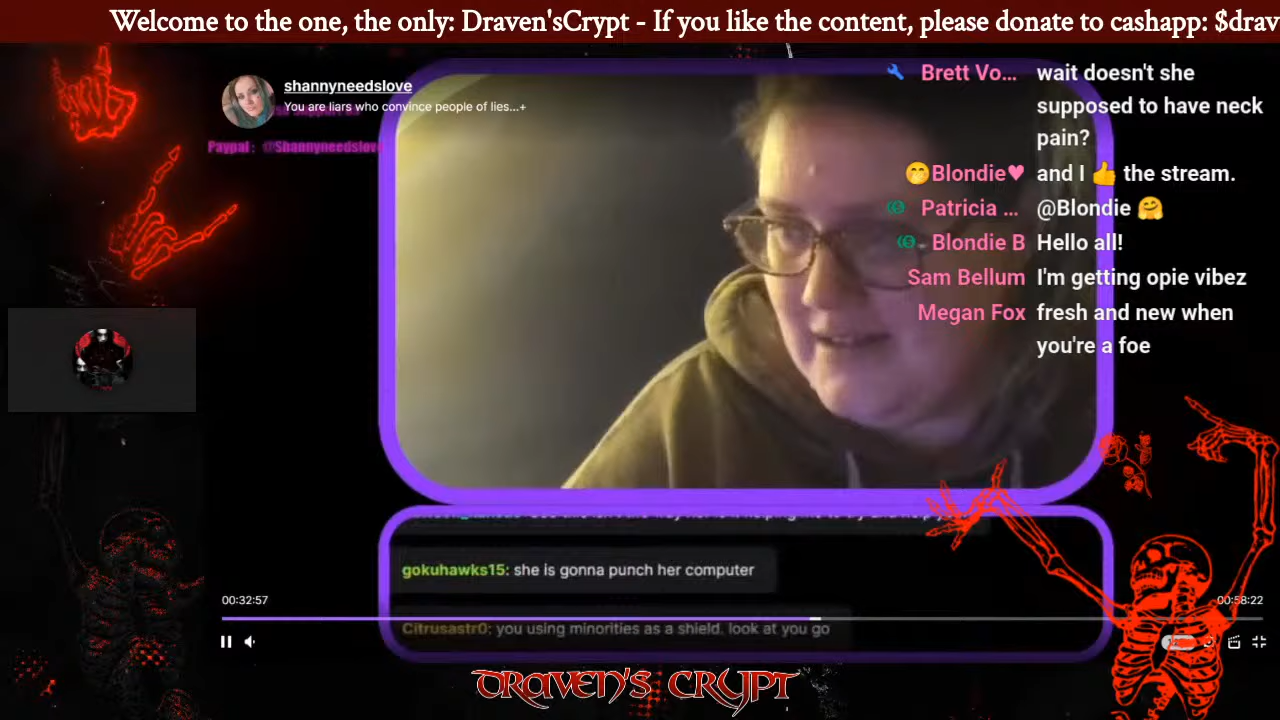 Welcome to the one, the only: Draven'sCrypt - If you like the content, please donate to cashapp: $drav
shannyneedslove
You are liars who convince people of lies...+
Paypal: @Shannyneedslove
Brett Vo... wait doesn't she
supposed to have neck
pain?
🤭Blondie♥ and I 👍 the stream.
Patricia ... @Blondie 🤗
Blondie B Hello all!
Sam Bellum I'm getting opie vibez
Megan Fox fresh and new when
you're a foe
gokuhawks15: she is gonna punch her computer
00:32:57
00:58:22
Citrusastr0: you using minorities as a shield. look at you go
DRAVEN'S CRYPT